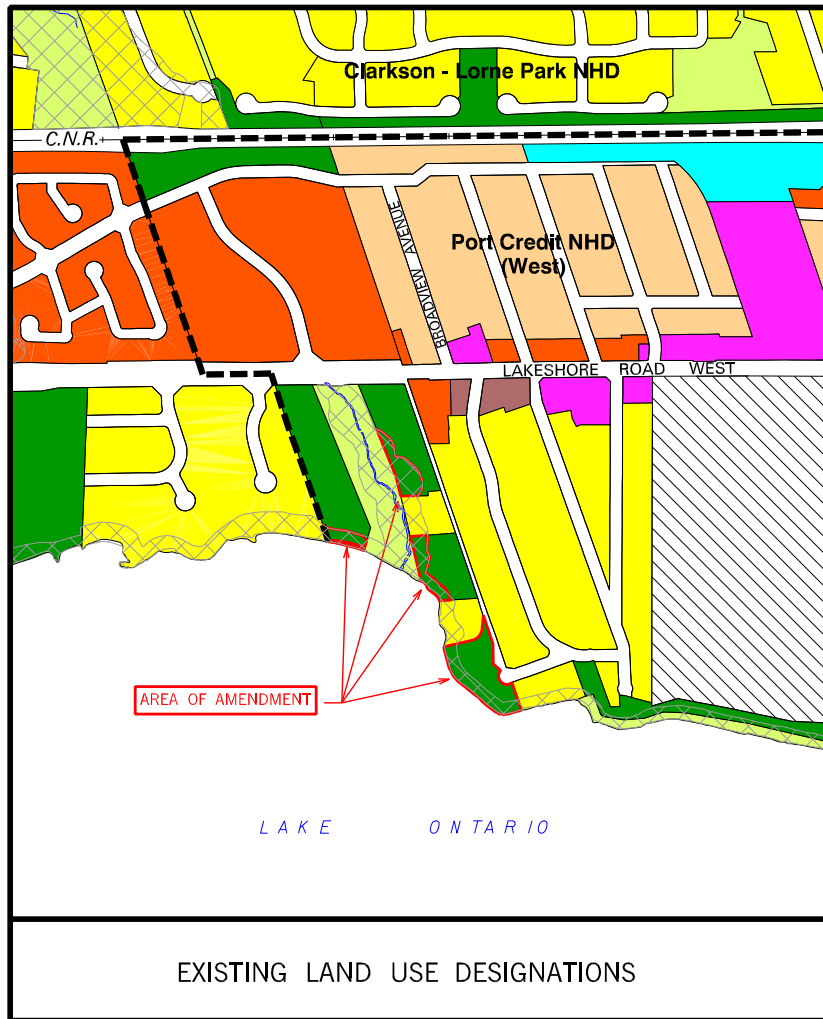 Clarkson - Lorne Park NHD
C.N.R.
BROADVIEW AVENUE
Port Credit NHD
(West)
LAKESHORE ROAD WEST
AREA OF AMENDMENT
LAKE ONTARIO
EXISTING LAND USE DESIGNATIONS